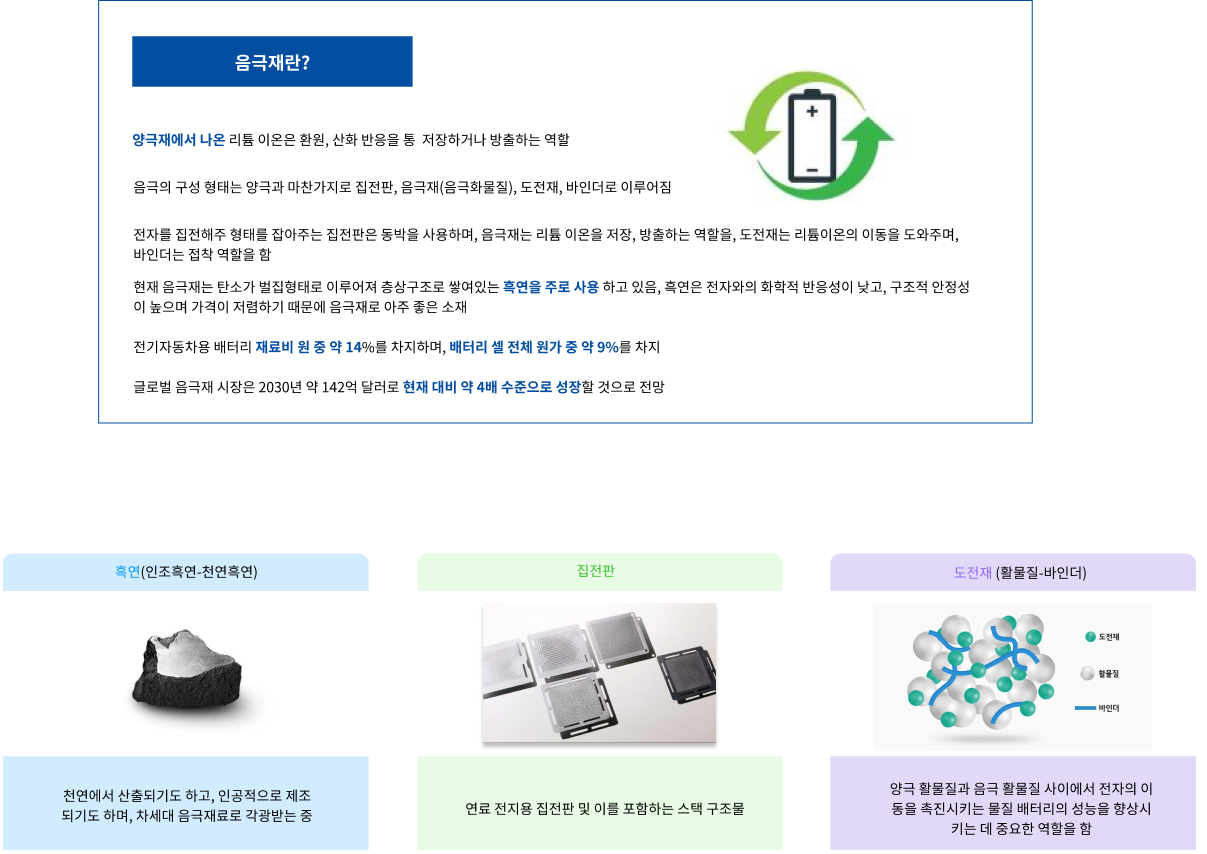 음극재란?
양극재에서 나온 리튬 이온은 환원, 산화 반응을 통  저장하거나 방출하는 역할
음극의 구성 형태는 양극과 마찬가지로 집전판, 음극재(음극화물질), 도전재, 바인더로 이루어짐
전자를 집전해주 형태를 잡아주는 집전판은 동박을 사용하며, 음극재는 리튬 이온을 저장, 방출하는 역할을, 도전재는 리튬이온의 이동을 도와주며,
바인더는 접착 역할을 함
현재 음극재는 탄소가 벌집형태로 이루어져 층상구조로 쌓여있는 흑연을 주로 사용 하고 있음, 흑연은 전자와의 화학적 반응성이 낮고, 구조적 안정성
이 높으며 가격이 저렴하기 때문에 음극재로 아주 좋은 소재
전기자동차용 배터리 재료비 원 중 약 14%를 차지하며, 배터리 셀 전체 원가 중 약 9%를 차지
글로벌 음극재 시장은 2030년 약 142억 달러로 현재 대비 약 4배 수준으로 성장할 것으로 전망
흑연(인조흑연-천연흑연)
집전판
도전재 (활물질-바인더)
도전재
활물질
바인더
천연에서 산출되기도 하고, 인공적으로 제조
되기도 하며, 차세대 음극재료로 각광받는 중
연료 전지용 집전판 및 이를 포함하는 스택 구조물
양극 활물질과 음극 활물질 사이에서 전자의 이
동을 촉진시키는 물질 배터리의 성능을 향상시
키는 데 중요한 역할을 함